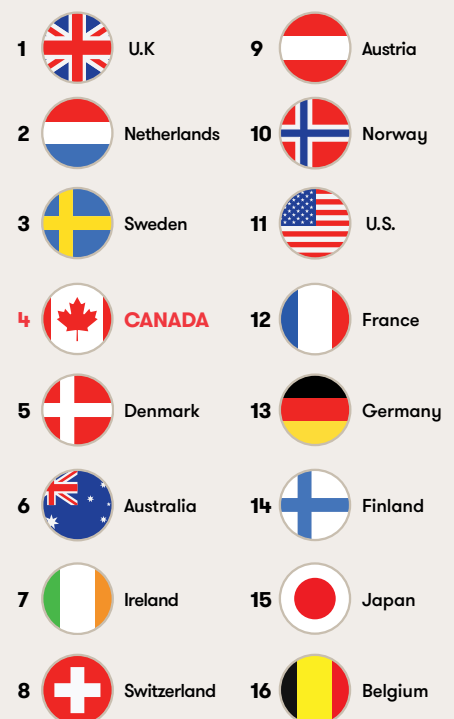 1 U.K
2 Netherlands
3 Sweden
4 CANADA
5 Denmark
6 Australia
7 Ireland
8 Switzerland
9 Austria
10 Norway
11 U.S.
12 France
13 Germany
14 Finland
15 Japan
16 Belgium